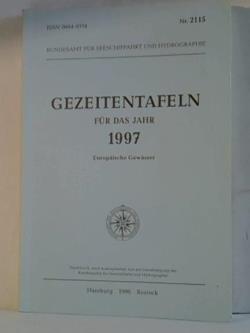 ISSN 0084-9774
Nr. 2115
BUNDESAMT FÜR SEESCHIFFAHRT UND HYDROGRAPHIE
GEZEITENTAFELN
FÜR DAS JAHR
1997
Europäische Gewässer
Hamburg 1996 Rostock